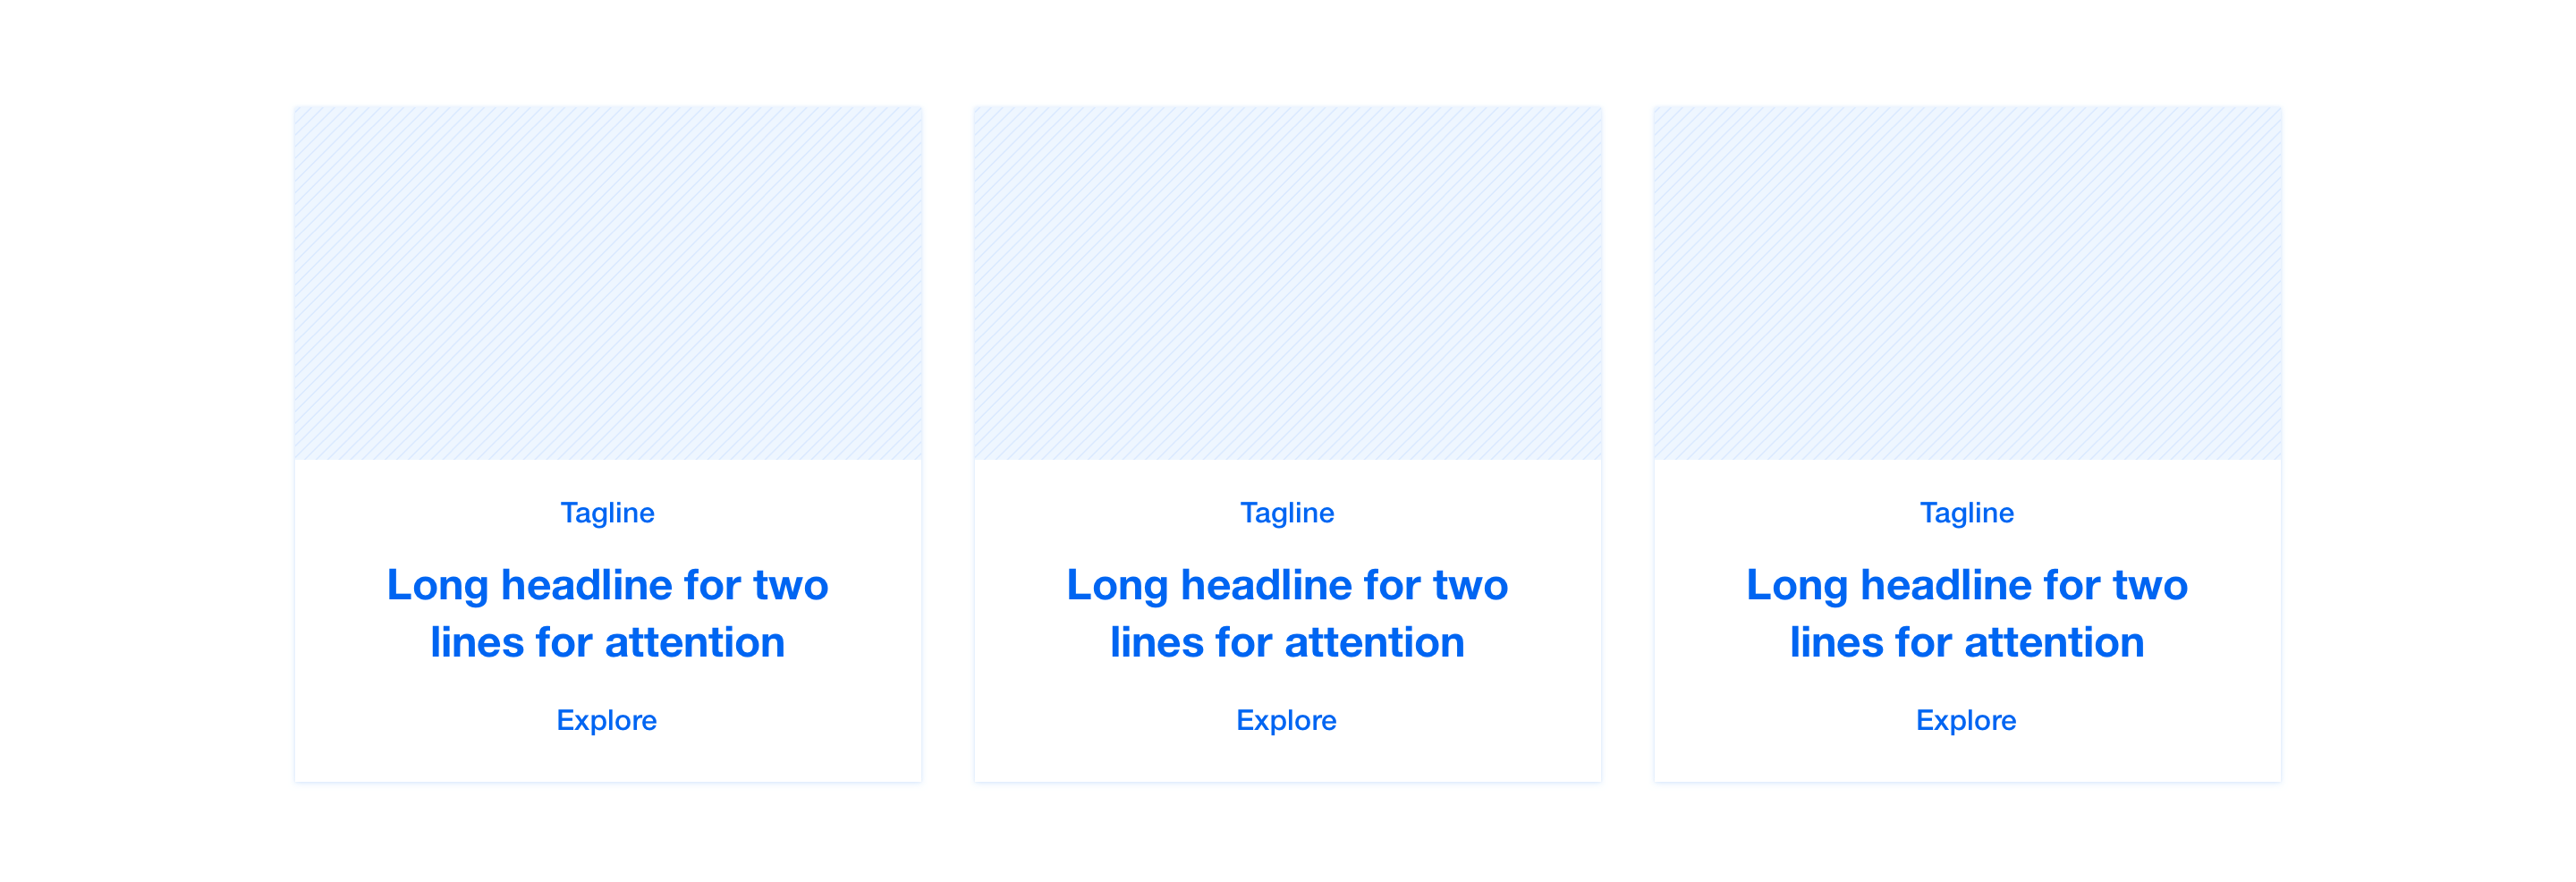 Tagline
Long headline for two
lines for attention
Explore
Tagline
Long headline for two
lines for attention
Explore
Tagline
Long headline for two
lines for attention
Explore